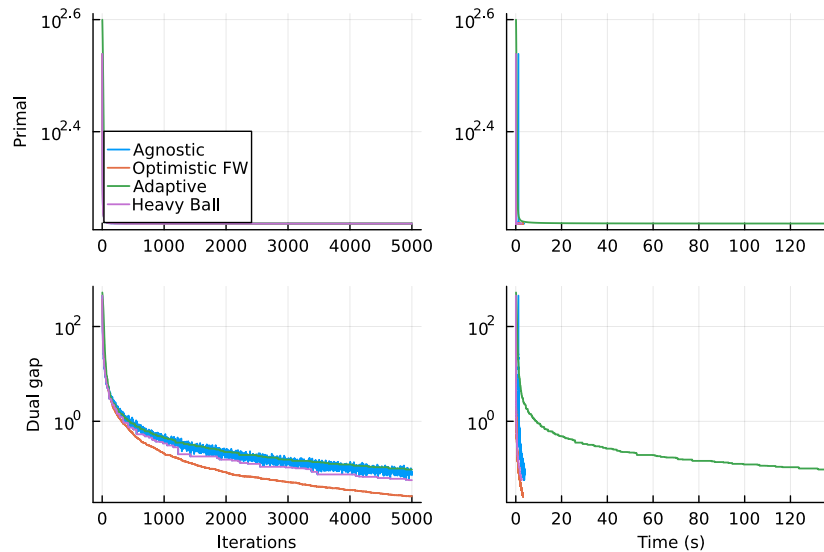 10^2.6
10^2.4
Primal
Agnostic
Optimistic FW
Adaptive
Heavy Ball
0 1000 2000 3000 4000 5000
10^2.6
10^2.4
0 20 40 60 80 100 120
10^2
10^0
Dual gap
0 1000 2000 3000 4000 5000
Iterations
10^2
10^0
0 20 40 60 80 100 120
Time (s)